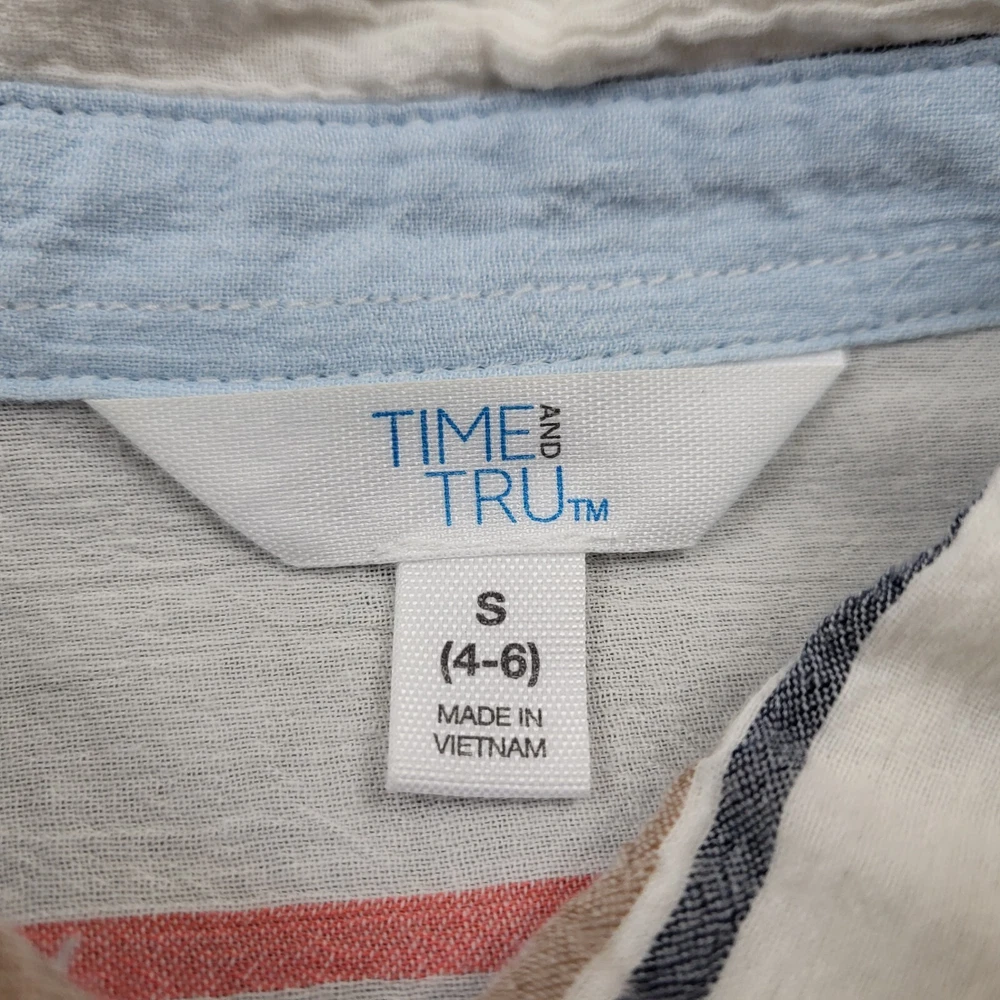 TIME AND
TRU™
S
(4-6)
MADE IN
VIETNAM